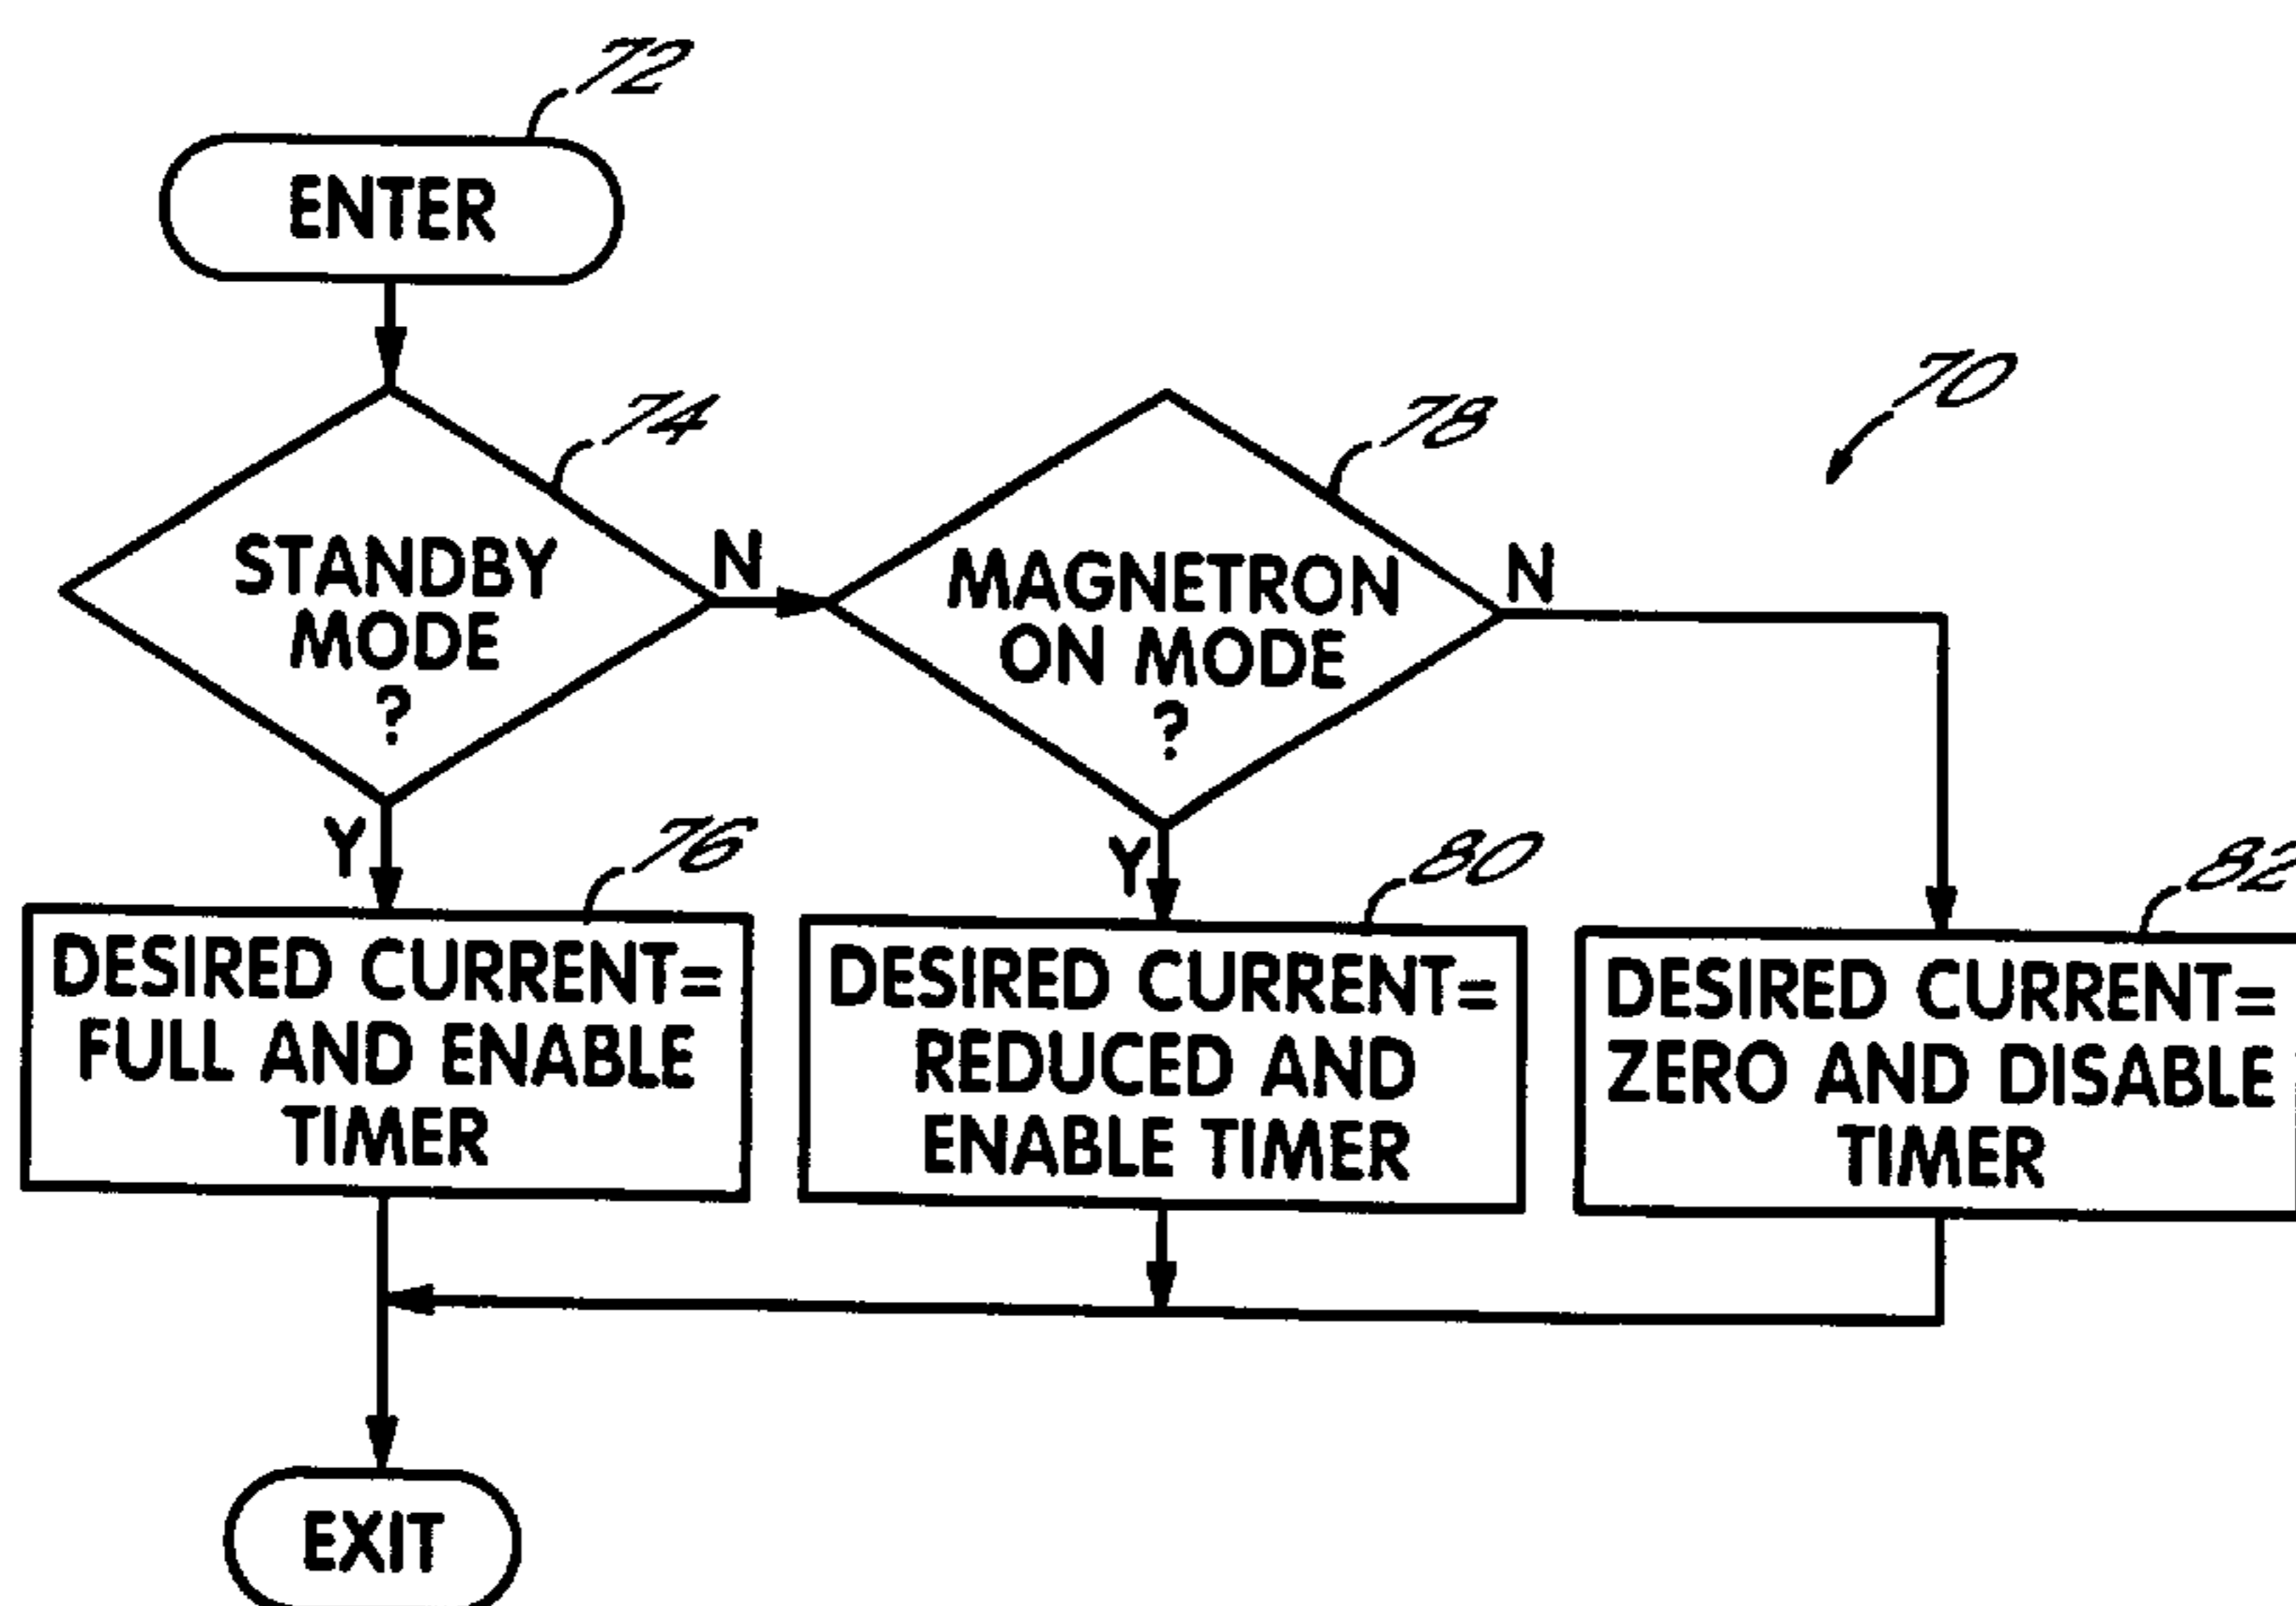 72
ENTER
70
74
78
STANDBY
MODE
?
N
MAGNETRON
ON MODE
?
N
Y
76
Y
80
82
DESIRED CURRENT=
FULL AND ENABLE
TIMER
DESIRED CURRENT=
REDUCED AND
ENABLE TIMER
DESIRED CURRENT=
ZERO AND DISABLE
TIMER
EXIT